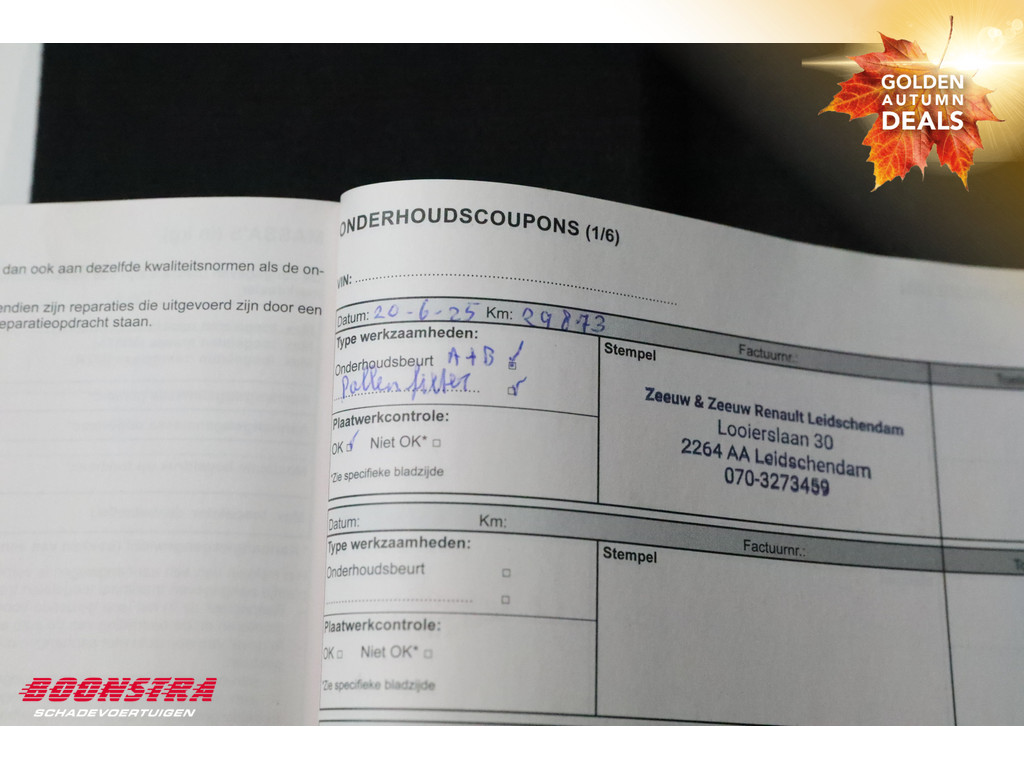 GOLDEN
AUTUMN
DEALS
dan ook aan dezelfde kwaliteitsnormen als de on-
endien zijn reparaties die uitgevoerd zijn door een
eparatieopdracht staan.
ONDERHOUDSCOUPONS (1/6)
VIN:
Datum: 20-6-25 Km: 29873
Type werkzaamheden:
Onderhoudsbeurt A+B
Pollen filter
Plaatwerkcontrole:
OK Niet OK*
*Zie specifieke bladzijde
Stempel
Factuurnr.:
Zeeuw & Zeeuw Renault Leidschendam
Looierslaan 30
2264 AA Leidschendam
070-3273459
Datum: Km:
Type werkzaamheden:
Onderhoudsbeurt
Plaatwerkcontrole:
OK Niet OK*
*Ze specifieke bladzijde
Stempel
Factuurnr.:
BOONSTRA
SCHADEVOERTUIGEN